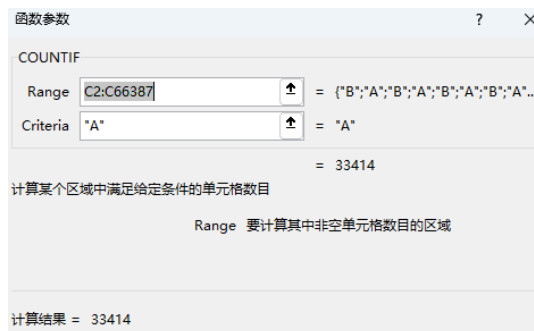 函数参数 ? ×
COUNTIF
Range C2:C66387 = {"B";"A";"B";"A";"B";"A";"B";"A"..
Criteria "A" = "A"
= 33414
计算某个区域中满足给定条件的单元格数目
Range 要计算其中非空单元格数目的区域
计算结果 = 33414